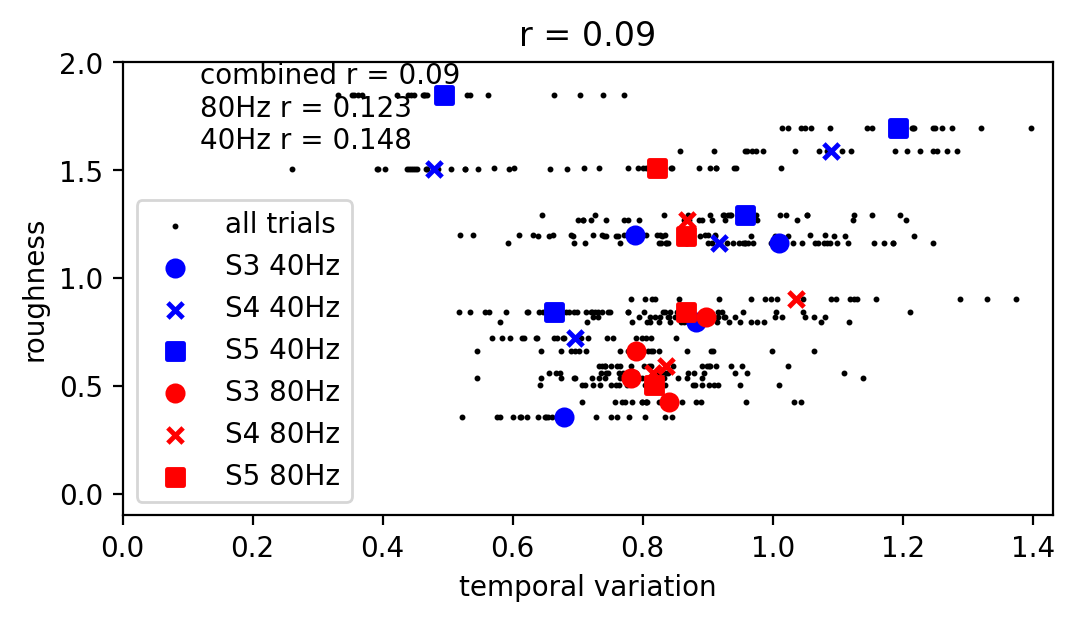 r = 0.09
combined r = 0.09
80Hz r = 0.123
40Hz r = 0.148
2.0
1.5
1.0
0.5
0.0
roughness
all trials
S3 40Hz
S4 40Hz
S5 40Hz
S3 80Hz
S4 80Hz
S5 80Hz
0.0 0.2 0.4 0.6 0.8 1.0 1.2 1.4
temporal variation